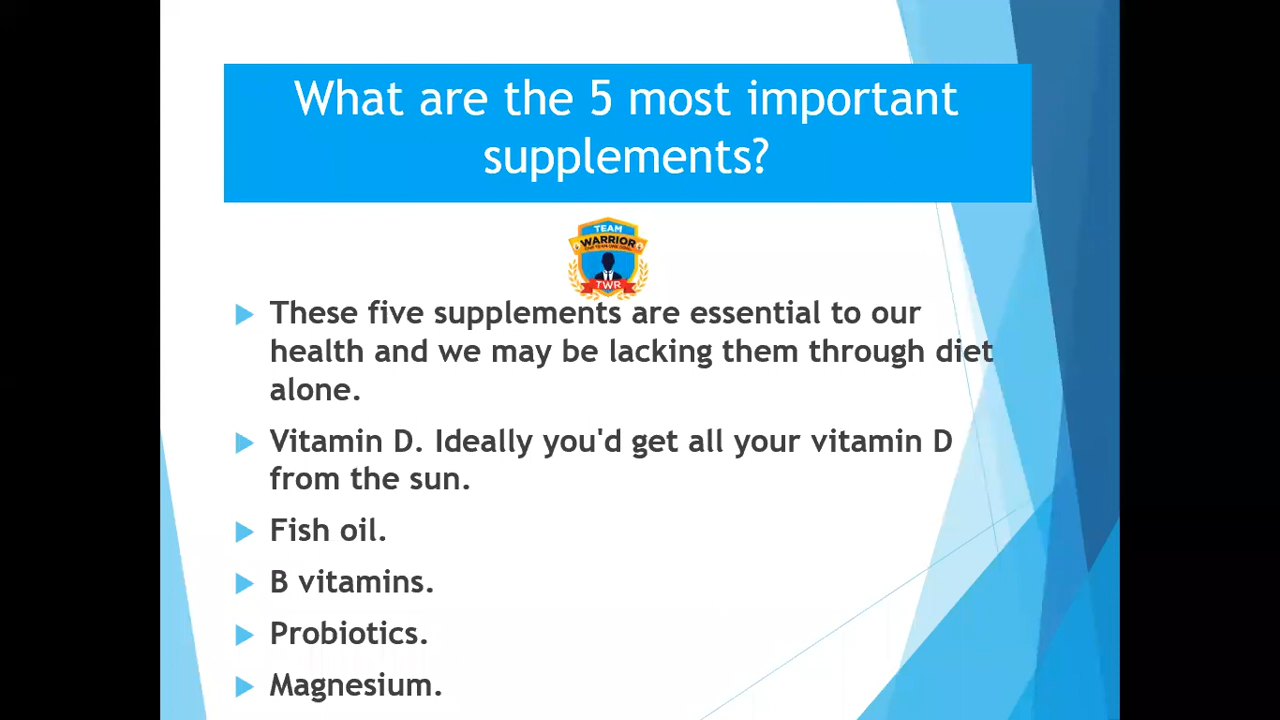 What are the 5 most important
supplements?
TEAM
WARRIOR
TWR
These five supplements are essential to our
health and we may be lacking them through diet
alone.
Vitamin D. Ideally you'd get all your vitamin D
from the sun.
Fish oil.
B vitamins.
Probiotics.
Magnesium.